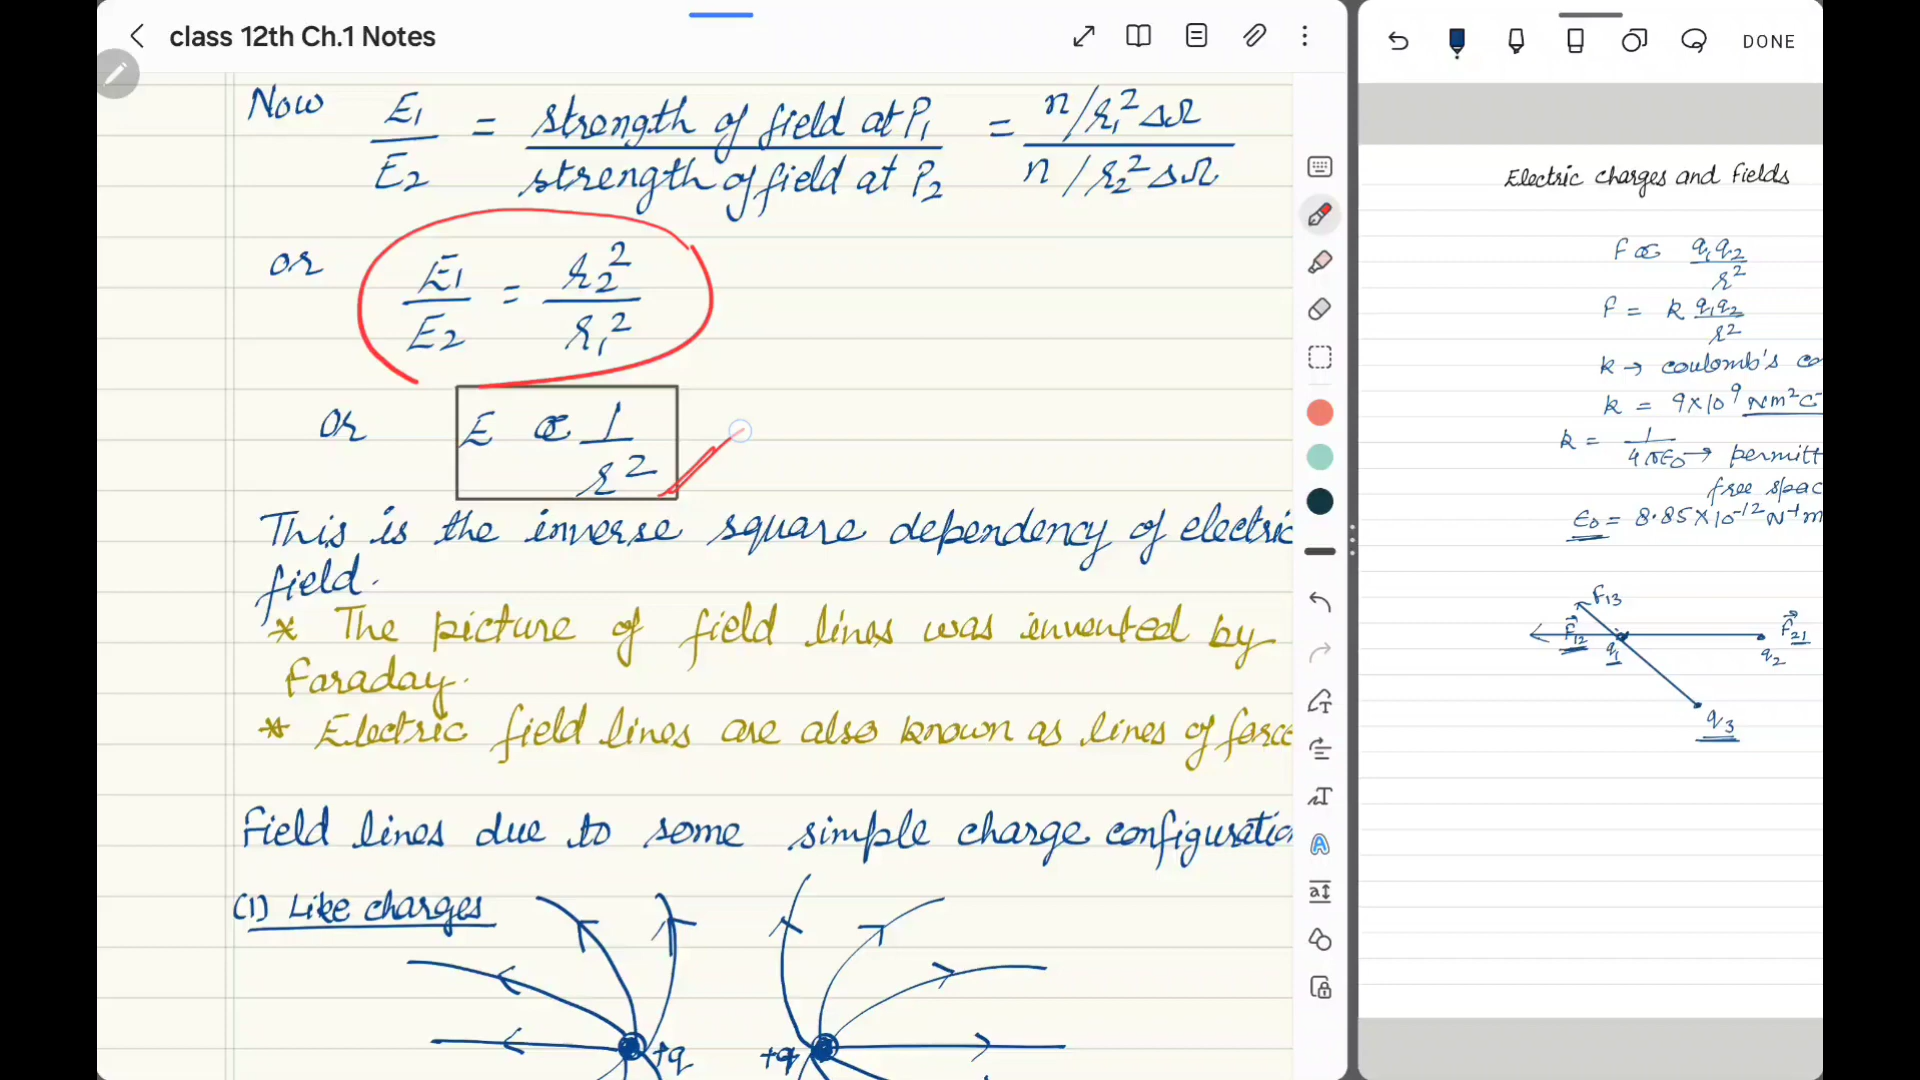 class 12th Ch.1 Notes
Now E1/E2 = strength of field at P1 / strength of field at P2 = n/r1²ΔΩ / n/r2²ΔΩ
or E1/E2 = r2²/r1²
or E ∝ 1/r²
This is the inverse square dependency of electric
field.
* The picture of field lines was invented by
Faraday.
* Electric field lines are also known as lines of force
Field lines due to some simple charge configuratio
(1) Like charges
+q +q
DONE
Electric charges and fields
F ∝ q1q2/r²
F = k q1q2/r²
k → coulomb's co
k = 9×10⁹ Nm²C⁻
k = 1/4πε0 → permitt
free spac
ε0 = 8.85×10⁻¹² N⁻¹m
F13
F12 q1 q2 F21
q3